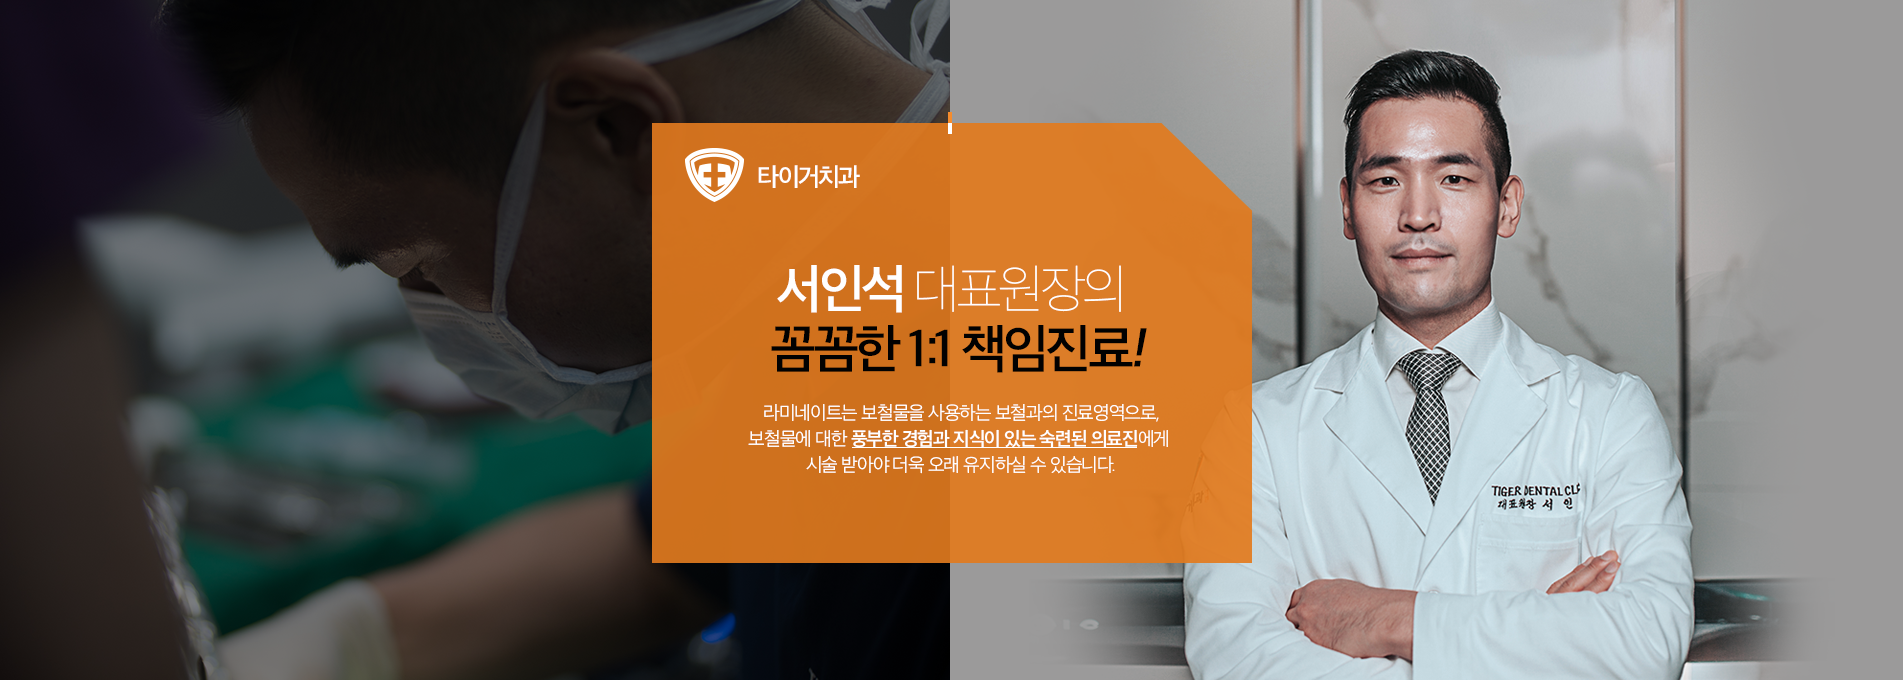 타이거치과
서인석 대표원장의
꼼꼼한 1:1 책임진료!
라미네이트는 보철물을 사용하는 보철과의 진료영역으로,
보철물에 대한 풍부한 경험과 지식이 있는 숙련된 의료진에게
시술 받아야 더욱 오래 유지하실 수 있습니다.
TIGER DENTAL CL
대표원장 서 인